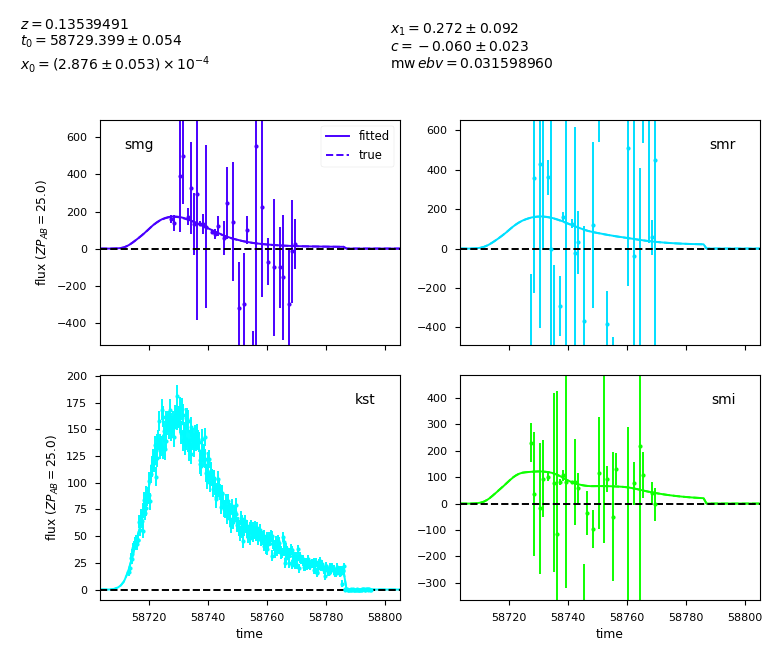 z = 0.13539491
t₀ = 58729.399 ± 0.054
x₀ = (2.876 ± 0.053) × 10⁻⁴
x₁ = 0.272 ± 0.092
c = −0.060 ± 0.023
mw ebv = 0.031598960
smg
fitted
true
600
400
200
0
−200
−400
flux (ZP_AB = 25.0)
smr
600
400
200
0
−200
−400
kst
200
175
150
125
100
75
50
25
0
flux (ZP_AB = 25.0)
58720 58740 58760 58780 58800
time
smi
400
300
200
100
0
−100
−200
−300
58720 58740 58760 58780 58800
time